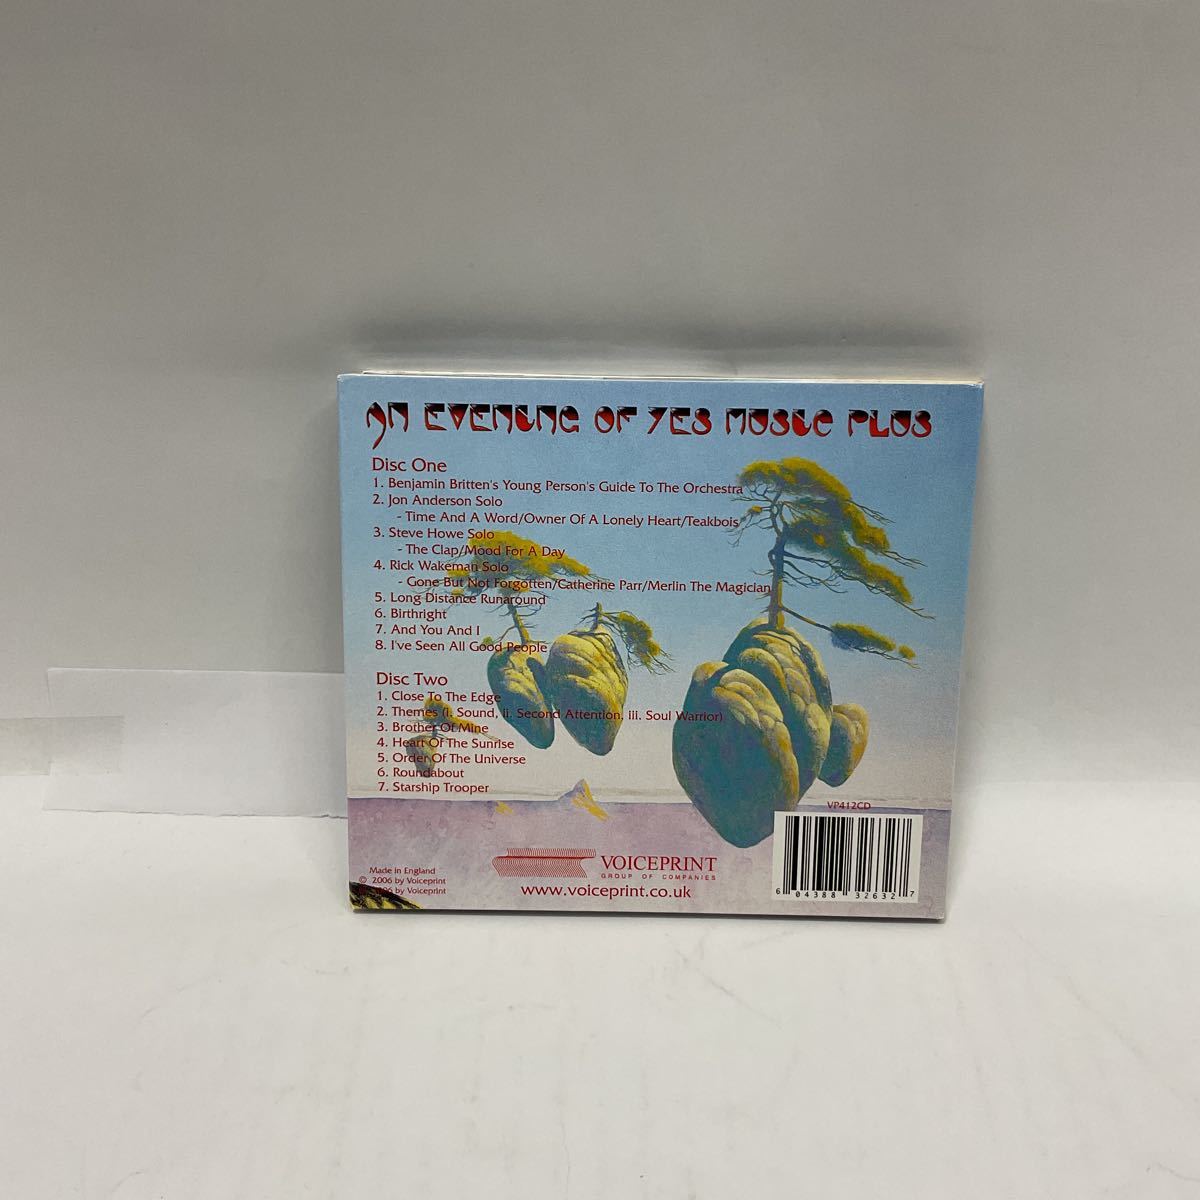 An Evening Of Yes Music Plus
Disc One
1. Benjamin Britten's Young Person's Guide To The Orchestra
2. Jon Anderson Solo
- Time And A Word/Owner Of A Lonely Heart/Teakbois
3. Steve Howe Solo
- The Clap/Mood For A Day
4. Rick Wakeman Solo
- Gone But Not Forgotten/Catherine Parr/Merlin The Magician
5. Long Distance Runaround
6. Birthright
7. And You And I
8. I've Seen All Good People
Disc Two
1. Close To The Edge
2. Themes (i. Sound, ii. Second Attention, iii. Soul Warrior)
3. Brother Of Mine
4. Heart Of The Sunrise
5. Order Of The Universe
6. Roundabout
7. Starship Trooper
VP412CD
VOICEPRINT
GROUP OF COMPANIES
www.voiceprint.co.uk
Made in England
© 2006 by Voiceprint
by Voiceprint
6 04388 32632 7